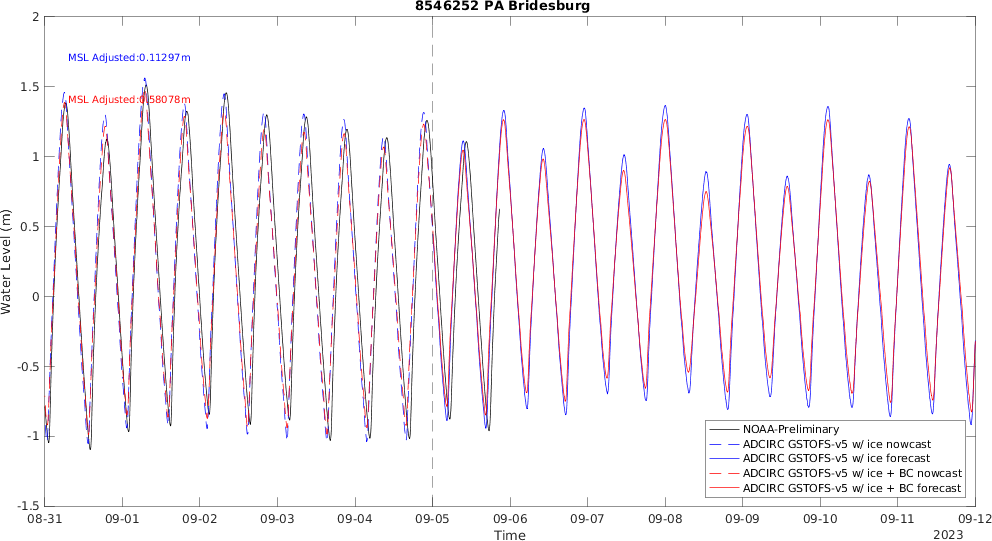 8546252 PA Bridesburg
2
1.5
1
0.5
0
-0.5
-1
-1.5
Water Level (m)
MSL Adjusted:0.11297m
MSL Adjusted:0.58078m
NOAA-Preliminary
ADCIRC GSTOFS-v5 w/ ice nowcast
ADCIRC GSTOFS-v5 w/ ice forecast
ADCIRC GSTOFS-v5 w/ ice + BC nowcast
ADCIRC GSTOFS-v5 w/ ice + BC forecast
08-31 09-01 09-02 09-03 09-04 09-05 09-06 09-07 09-08 09-09 09-10 09-11 09-12
Time
2023